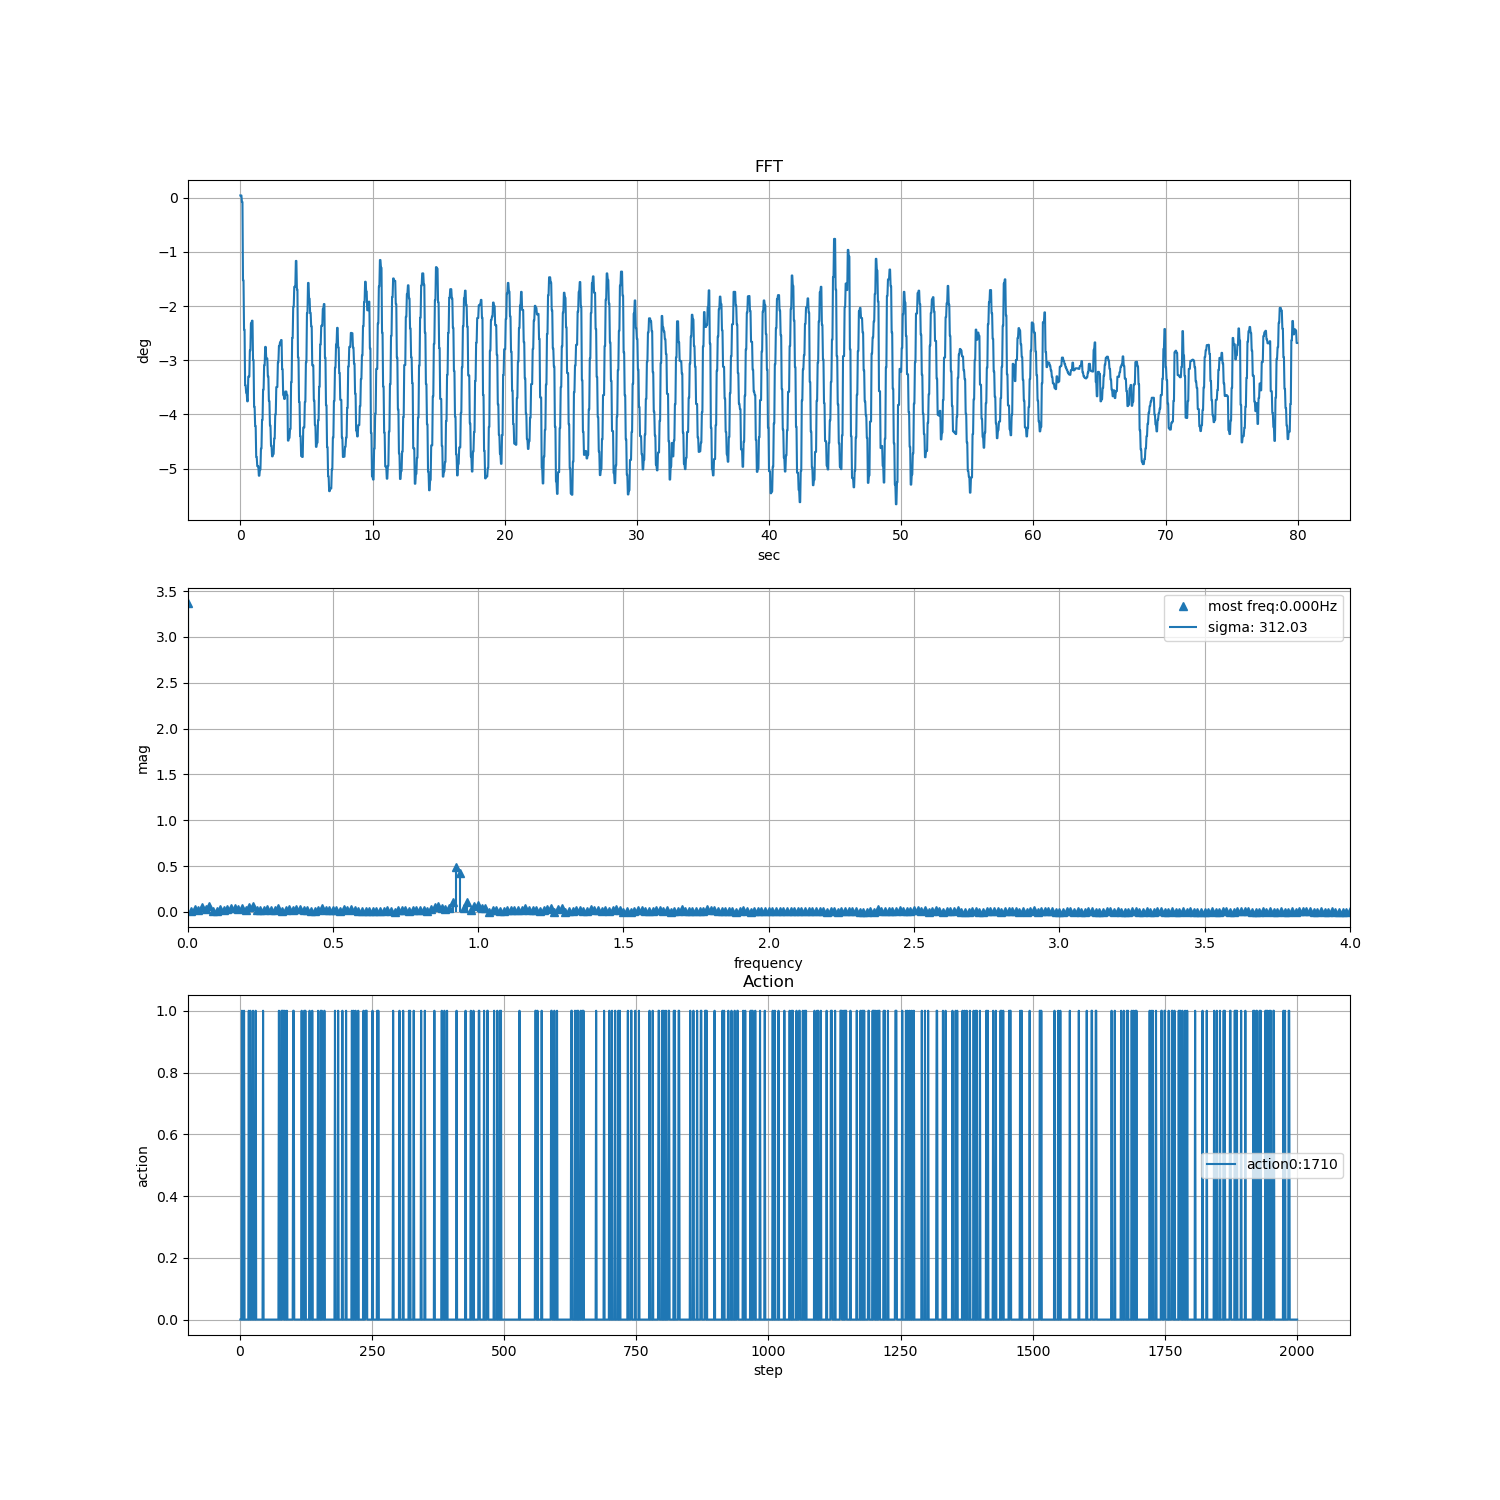 FFT
0
−1
−2
−3
−4
−5
deg
0 10 20 30 40 50 60 70 80
sec
3.5
3.0
2.5
2.0
1.5
1.0
0.5
0.0
mag
most freq:0.000Hz
sigma: 312.03
0.0 0.5 1.0 1.5 2.0 2.5 3.0 3.5 4.0
frequency
Action
1.0
0.8
0.6
0.4
0.2
0.0
action
action0:1710
0 250 500 750 1000 1250 1500 1750 2000
step